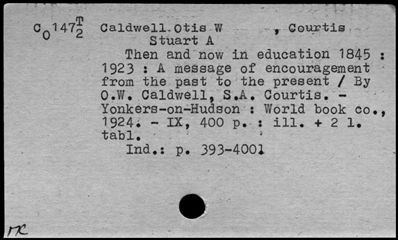 C₀147T/2 Caldwell.Otis W , Courtis
Stuart A
Then and now in education 1845 :
1923 : A message of encouragement
from the past to the present / By
O.W. Caldwell, S.A. Courtis. -
Yonkers-on-Hudson : World book co.,
1924. - IX, 400 p. : ill. + 2 l.
tabl.
Ind.: p. 393-4001